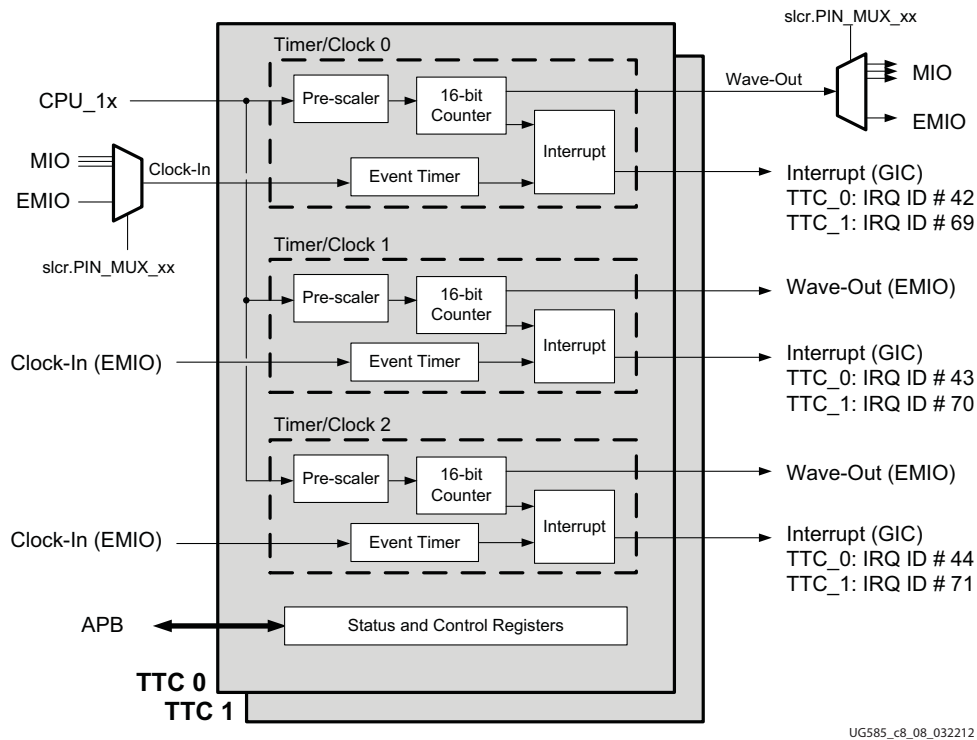 slcr.PIN_MUX_xx
Timer/Clock 0
CPU_1x
Pre-scaler
16-bit
Counter
Wave-Out
MIO
EMIO
Interrupt
MIO
EMIO
Clock-In
Event Timer
slcr.PIN_MUX_xx
Interrupt (GIC)
TTC_0: IRQ ID # 42
TTC_1: IRQ ID # 69
Timer/Clock 1
Pre-scaler
16-bit
Counter
Wave-Out (EMIO)
Interrupt
Clock-In (EMIO)
Event Timer
Interrupt (GIC)
TTC_0: IRQ ID # 43
TTC_1: IRQ ID # 70
Timer/Clock 2
Pre-scaler
16-bit
Counter
Wave-Out (EMIO)
Interrupt
Clock-In (EMIO)
Event Timer
Interrupt (GIC)
TTC_0: IRQ ID # 44
TTC_1: IRQ ID # 71
APB
Status and Control Registers
TTC 0
TTC 1
UG585_c8_08_032212